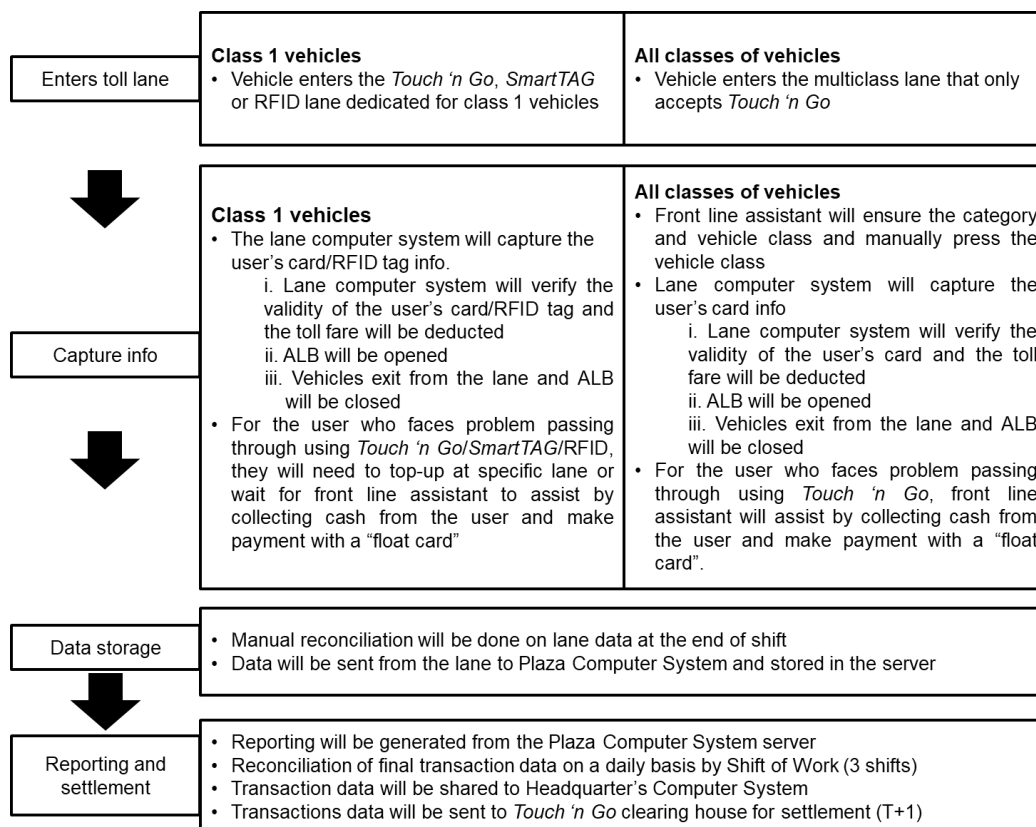 Enters toll lane
Class 1 vehicles
• Vehicle enters the Touch ‘n Go, SmartTAG
or RFID lane dedicated for class 1 vehicles
All classes of vehicles
• Vehicle enters the multiclass lane that only
accepts Touch ‘n Go
Capture info
Class 1 vehicles
• The lane computer system will capture the
user’s card/RFID tag info.
i. Lane computer system will verify the
validity of the user’s card/RFID tag and
the toll fare will be deducted
ii. ALB will be opened
iii. Vehicles exit from the lane and ALB
will be closed
• For the user who faces problem passing
through using Touch ‘n Go/SmartTAG/RFID,
they will need to top-up at specific lane or
wait for front line assistant to assist by
collecting cash from the user and make
payment with a “float card”
All classes of vehicles
• Front line assistant will ensure the category
and vehicle class and manually press the
vehicle class
• Lane computer system will capture the
user’s card info
i. Lane computer system will verify the
validity of the user’s card and the toll
fare will be deducted
ii. ALB will be opened
iii. Vehicles exit from the lane and ALB
will be closed
• For the user who faces problem passing
through using Touch ‘n Go, front line
assistant will assist by collecting cash from
the user and make payment with a “float
card”.
Data storage
• Manual reconciliation will be done on lane data at the end of shift
• Data will be sent from the lane to Plaza Computer System and stored in the server
Reporting and
settlement
• Reporting will be generated from the Plaza Computer System server
• Reconciliation of final transaction data on a daily basis by Shift of Work (3 shifts)
• Transaction data will be shared to Headquarter’s Computer System
• Transactions data will be sent to Touch ‘n Go clearing house for settlement (T+1)